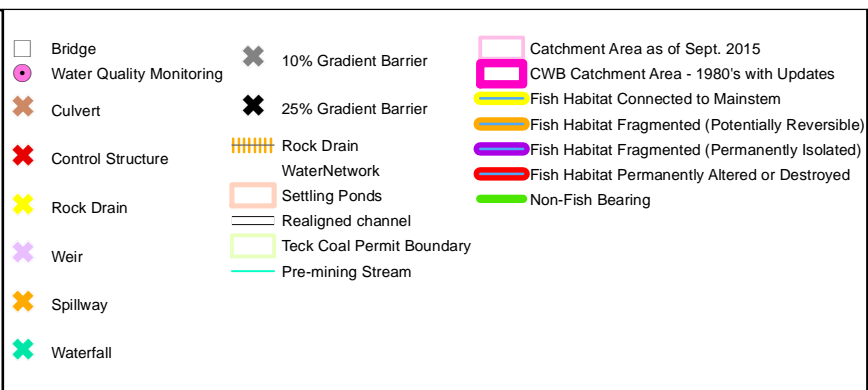 Bridge
Water Quality Monitoring
Culvert
Control Structure
Rock Drain
Weir
Spillway
Waterfall
10% Gradient Barrier
25% Gradient Barrier
Rock Drain
WaterNetwork
Settling Ponds
Realigned channel
Teck Coal Permit Boundary
Pre-mining Stream
Catchment Area as of Sept. 2015
CWB Catchment Area - 1980's with Updates
Fish Habitat Connected to Mainstem
Fish Habitat Fragmented (Potentially Reversible)
Fish Habitat Fragmented (Permanently Isolated)
Fish Habitat Permanently Altered or Destroyed
Non-Fish Bearing